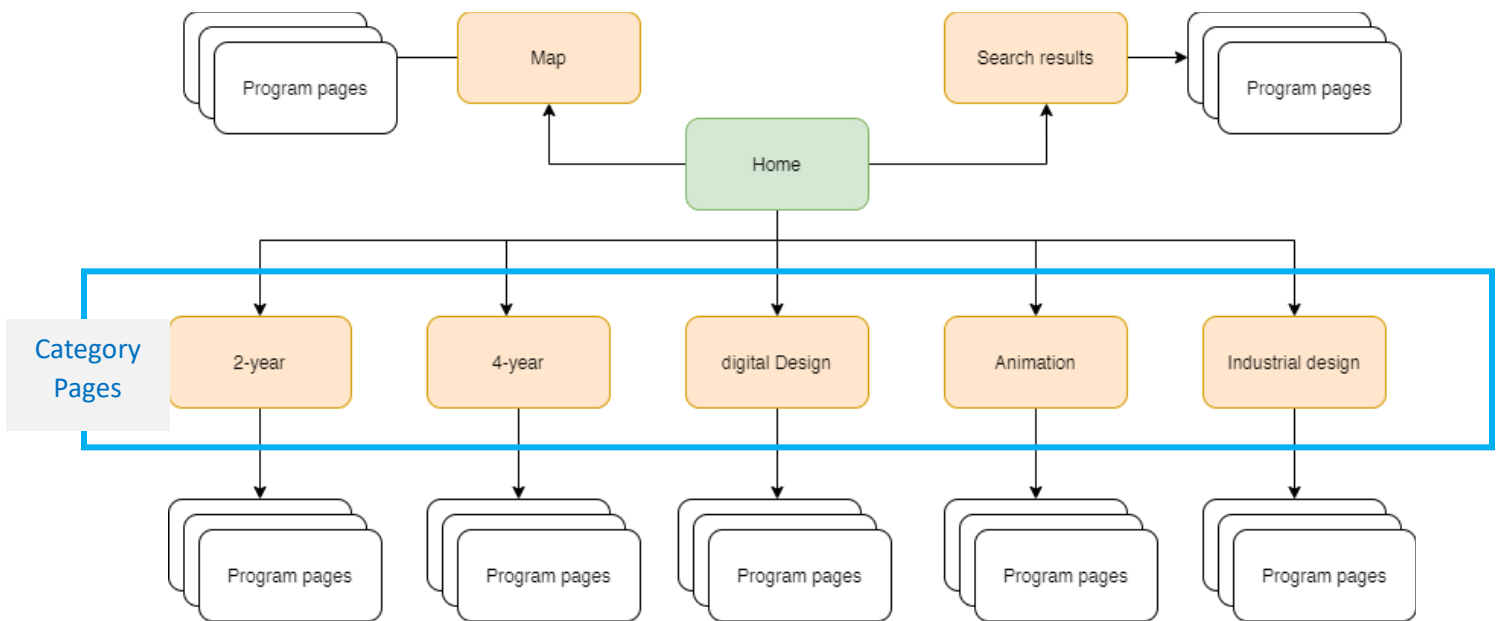 Map
Search results
Program pages
Program pages
Home
Category
Pages
2-year
4-year
digital Design
Animation
Industrial design
Program pages
Program pages
Program pages
Program pages
Program pages